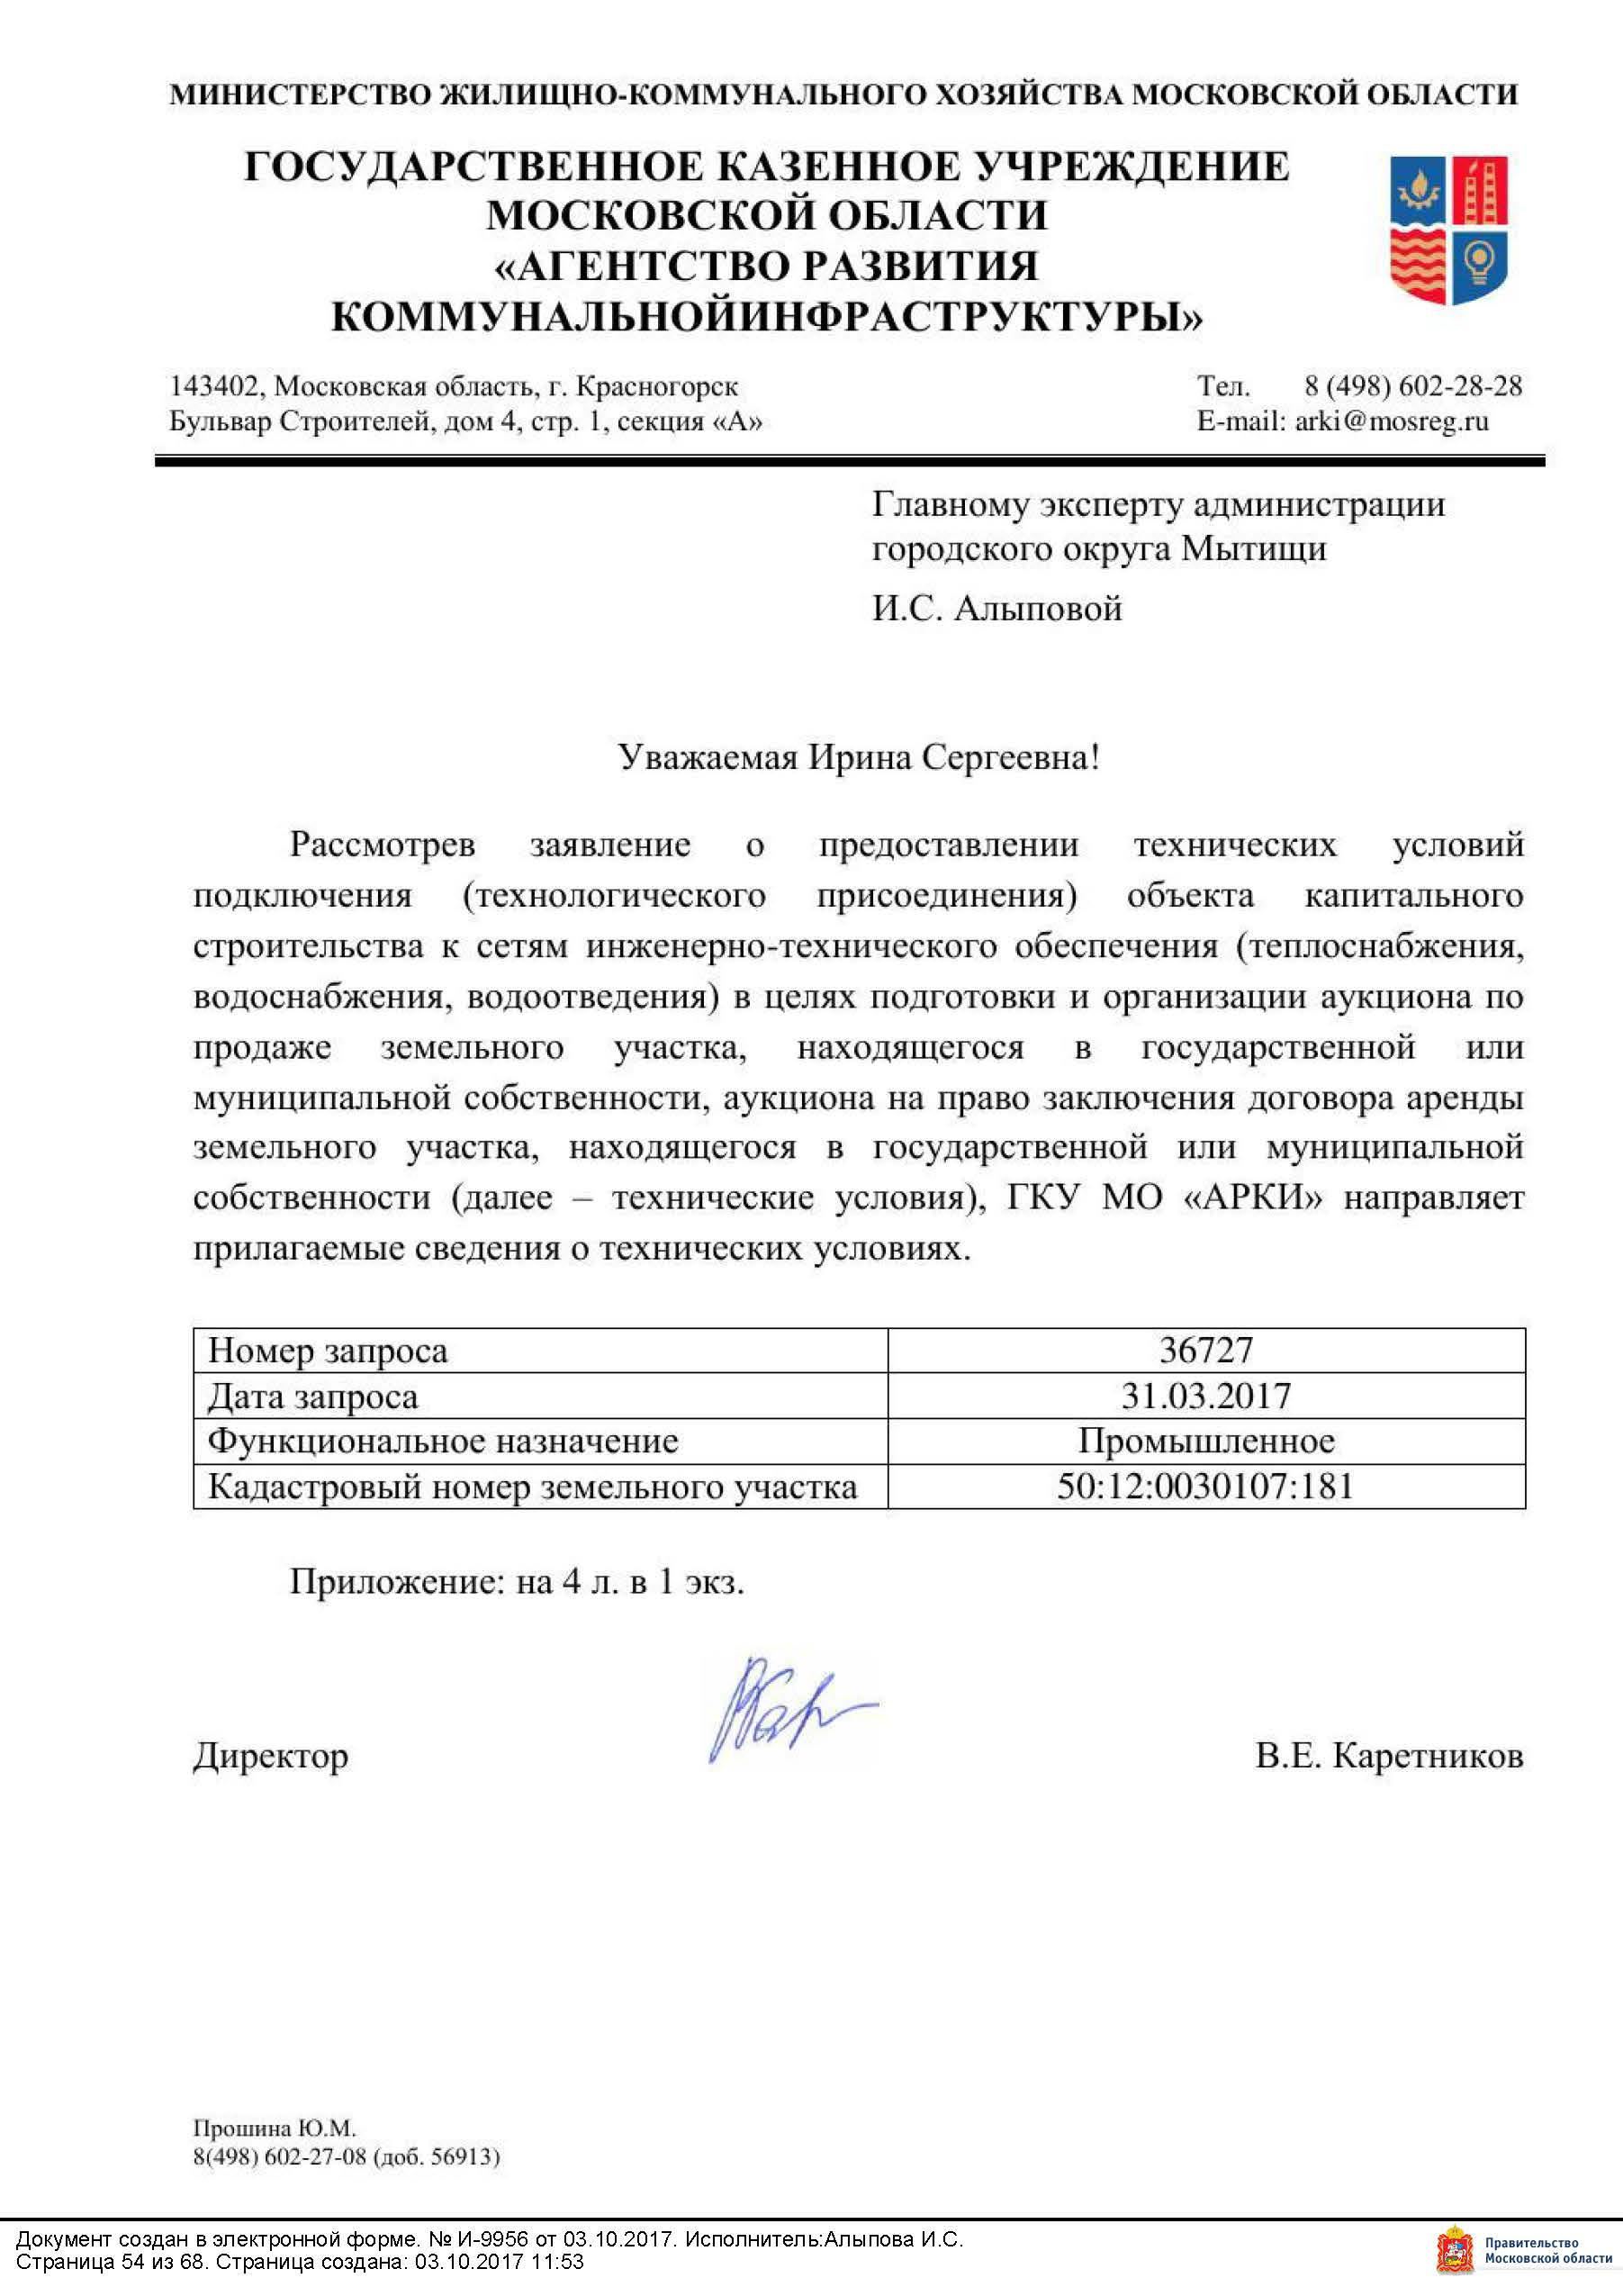 МИНИСТЕРСТВО ЖИЛИЩНО-КОММУНАЛЬНОГО ХОЗЯЙСТВА МОСКОВСКОЙ ОБЛАСТИ
ГОСУДАРСТВЕННОЕ КАЗЕННОЕ УЧРЕЖДЕНИЕ
МОСКОВСКОЙ ОБЛАСТИ
«АГЕНТСТВО РАЗВИТИЯ
КОММУНАЛЬНОЙИНФРАСТРУКТУРЫ»
143402, Московская область, г. Красногорск
Бульвар Строителей, дом 4, стр. 1, секция «А»
Тел. 8 (498) 602-28-28
E-mail: arki@mosreg.ru
Главному эксперту администрации
городского округа Мытищи
И.С. Алыповой
Уважаемая Ирина Сергеевна!
Рассмотрев заявление о предоставлении технических условий
подключения (технологического присоединения) объекта капитального
строительства к сетям инженерно-технического обеспечения (теплоснабжения,
водоснабжения, водоотведения) в целях подготовки и организации аукциона по
продаже земельного участка, находящегося в государственной или
муниципальной собственности, аукциона на право заключения договора аренды
земельного участка, находящегося в государственной или муниципальной
собственности (далее – технические условия), ГКУ МО «АРКИ» направляет
прилагаемые сведения о технических условиях.
Номер запроса 36727
Дата запроса 31.03.2017
Функциональное назначение Промышленное
Кадастровый номер земельного участка 50:12:0030107:181
Приложение: на 4 л. в 1 экз.
Директор В.Е. Каретников
Прошина Ю.М.
8(498) 602-27-08 (доб. 56913)
Документ создан в электронной форме. № И-9956 от 03.10.2017. Исполнитель:Алыпова И.С.
Страница 54 из 68. Страница создана: 03.10.2017 11:53
Правительство
Московской области